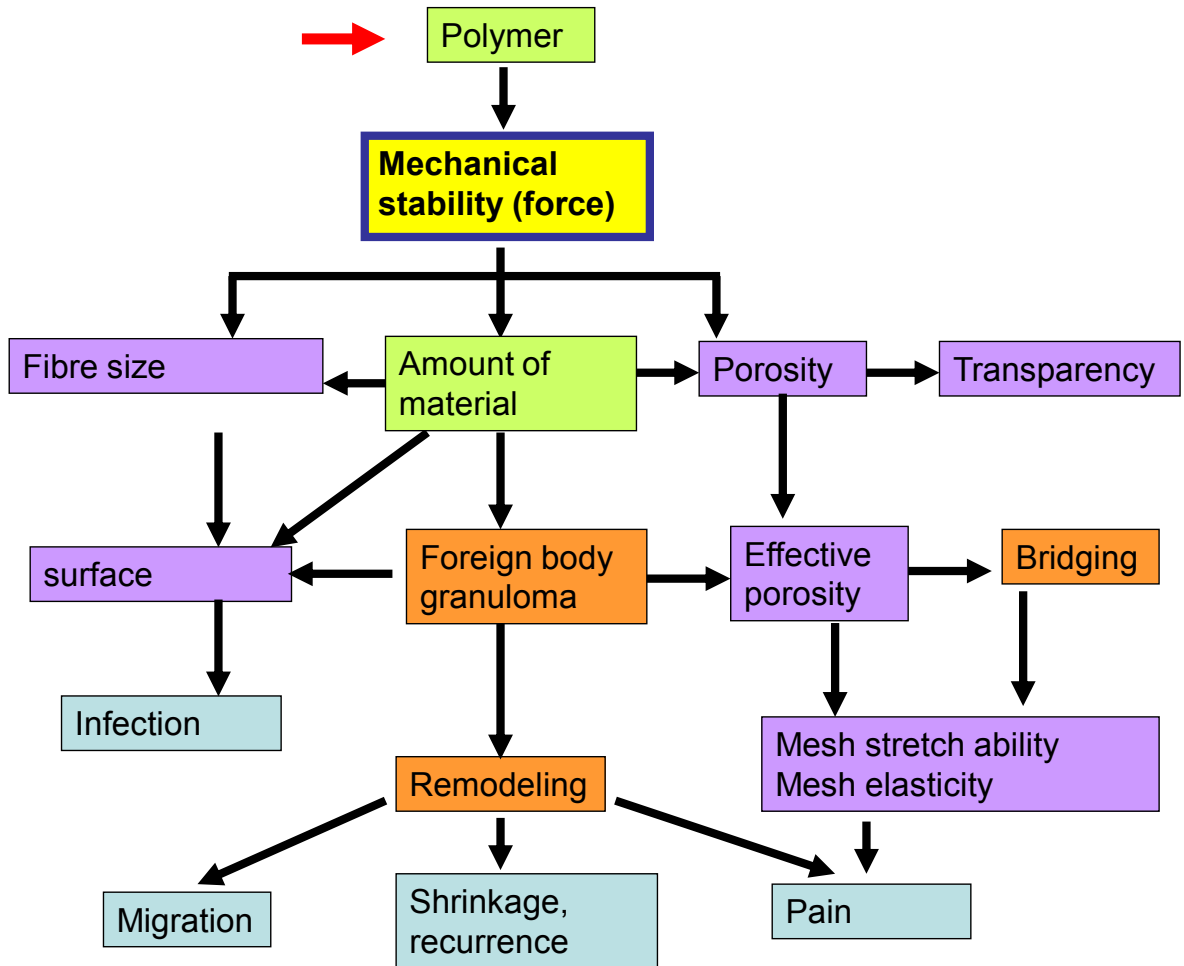 Polymer
Mechanical
stability (force)
Fibre size
Amount of
material
Porosity
Transparency
surface
Foreign body
granuloma
Effective
porosity
Bridging
Infection
Remodeling
Mesh stretch ability
Mesh elasticity
Migration
Shrinkage,
recurrence
Pain